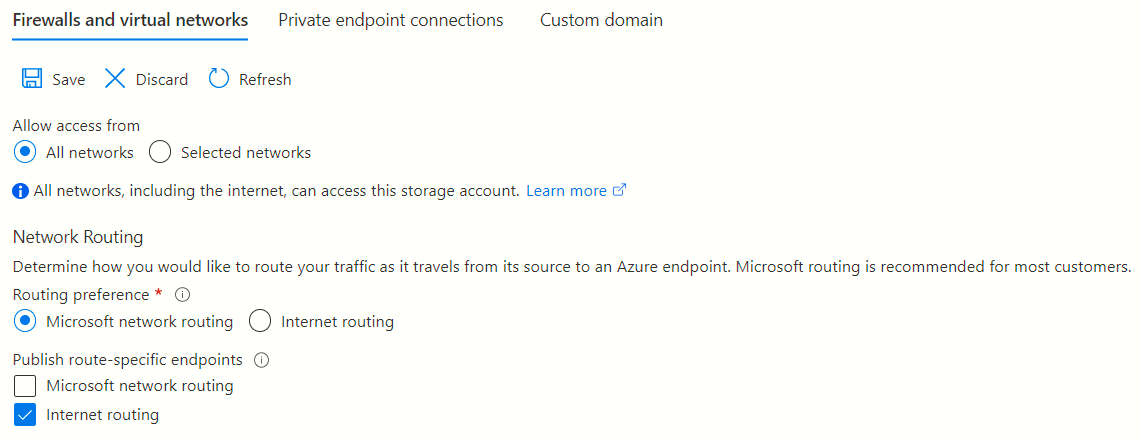 Firewalls and virtual networks Private endpoint connections Custom domain
Save Discard Refresh
Allow access from
All networks Selected networks
All networks, including the internet, can access this storage account. Learn more
Network Routing
Determine how you would like to route your traffic as it travels from its source to an Azure endpoint. Microsoft routing is recommended for most customers.
Routing preference *
Microsoft network routing Internet routing
Publish route-specific endpoints
Microsoft network routing
Internet routing